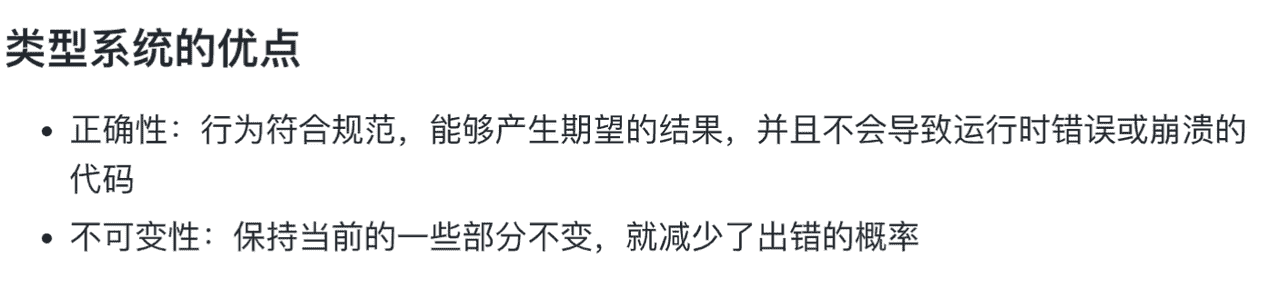 类型系统的优点
正确性：行为符合规范，能够产生期望的结果，并且不会导致运行时错误或崩溃的
代码
不可变性：保持当前的一些部分不变，就减少了出错的概率